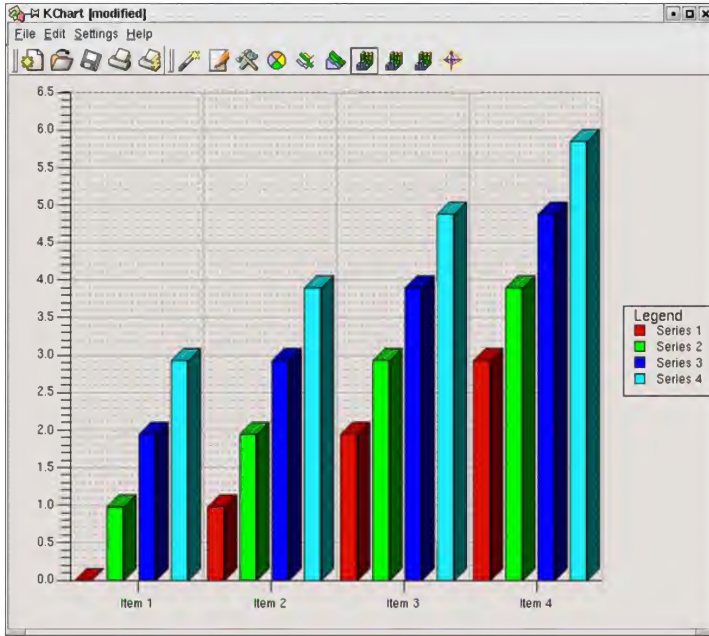 KChart [modified]
File Edit Settings Help
6.5
6.0
5.5
5.0
4.5
4.0
3.5
3.0
2.5
2.0
1.5
1.0
0.5
0.0
Item 1 Item 2 Item 3 Item 4
Legend
Series 1
Series 2
Series 3
Series 4